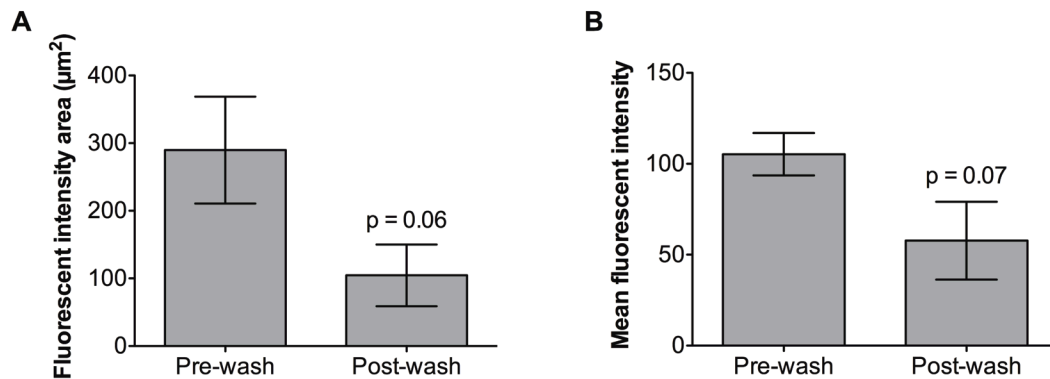 A
Fluorescent intensity area (µm²)
400
300
200
100
0
p = 0.06
Pre-wash
Post-wash
B
Mean fluorescent intensity
150
100
50
0
p = 0.07
Pre-wash
Post-wash